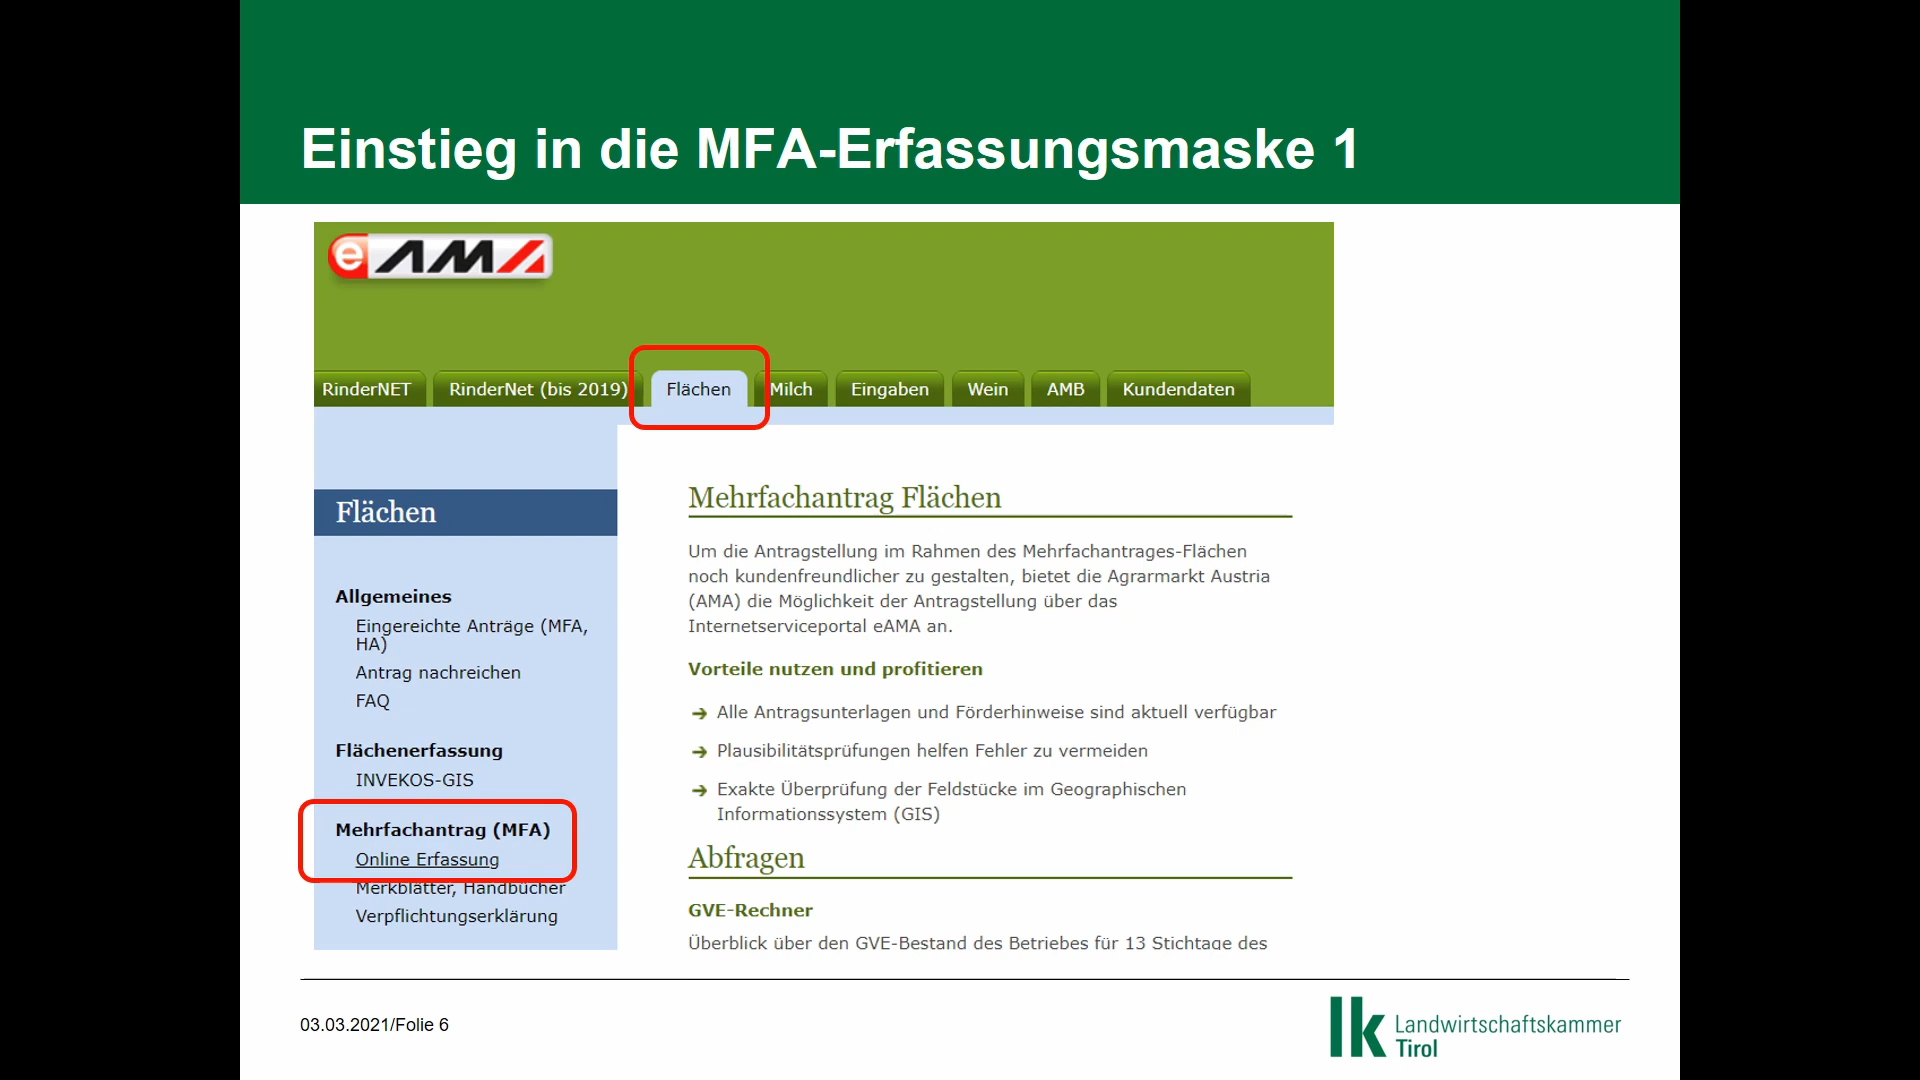 Einstieg in die MFA-Erfassungsmaske 1
eAMA
RinderNET
RinderNet (bis 2019)
Flächen
Milch
Eingaben
Wein
AMB
Kundendaten
Flächen
Allgemeines
Eingereichte Anträge (MFA,
HA)
Antrag nachreichen
FAQ
Flächenerfassung
INVEKOS-GIS
Mehrfachantrag (MFA)
Online Erfassung
Merkblätter, Handbücher
Verpflichtungserklärung
Mehrfachantrag Flächen
Um die Antragstellung im Rahmen des Mehrfachantrages-Flächen
noch kundenfreundlicher zu gestalten, bietet die Agrarmarkt Austria
(AMA) die Möglichkeit der Antragstellung über das
Internetserviceportal eAMA an.
Vorteile nutzen und profitieren
Alle Antragsunterlagen und Förderhinweise sind aktuell verfügbar
Plausibilitätsprüfungen helfen Fehler zu vermeiden
Exakte Überprüfung der Feldstücke im Geographischen
Informationssystem (GIS)
Abfragen
GVE-Rechner
Überblick über den GVE-Bestand des Betriebes für 13 Stichtage des
03.03.2021/Folie 6
lk Landwirtschaftskammer
Tirol